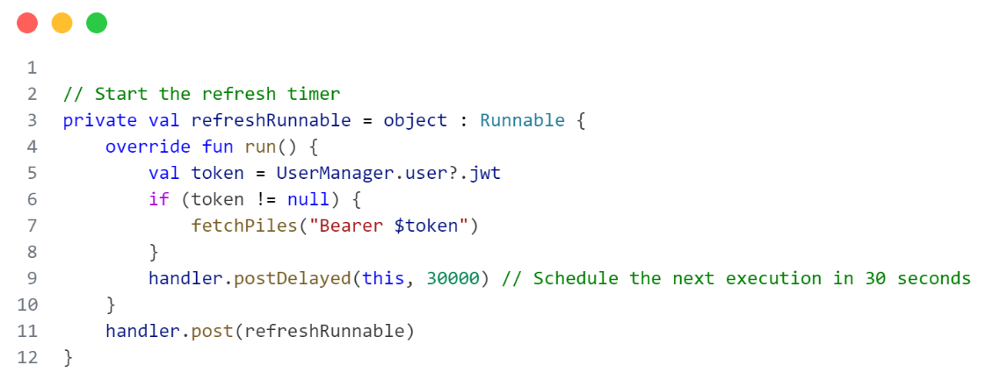 1
2 // Start the refresh timer
3 private val refreshRunnable = object : Runnable {
4     override fun run() {
5         val token = UserManager.user?.jwt
6         if (token != null) {
7             fetchPiles("Bearer $token")
8         }
9         handler.postDelayed(this, 30000) // Schedule the next execution in 30 seconds
10     }
11     handler.post(refreshRunnable)
12 }